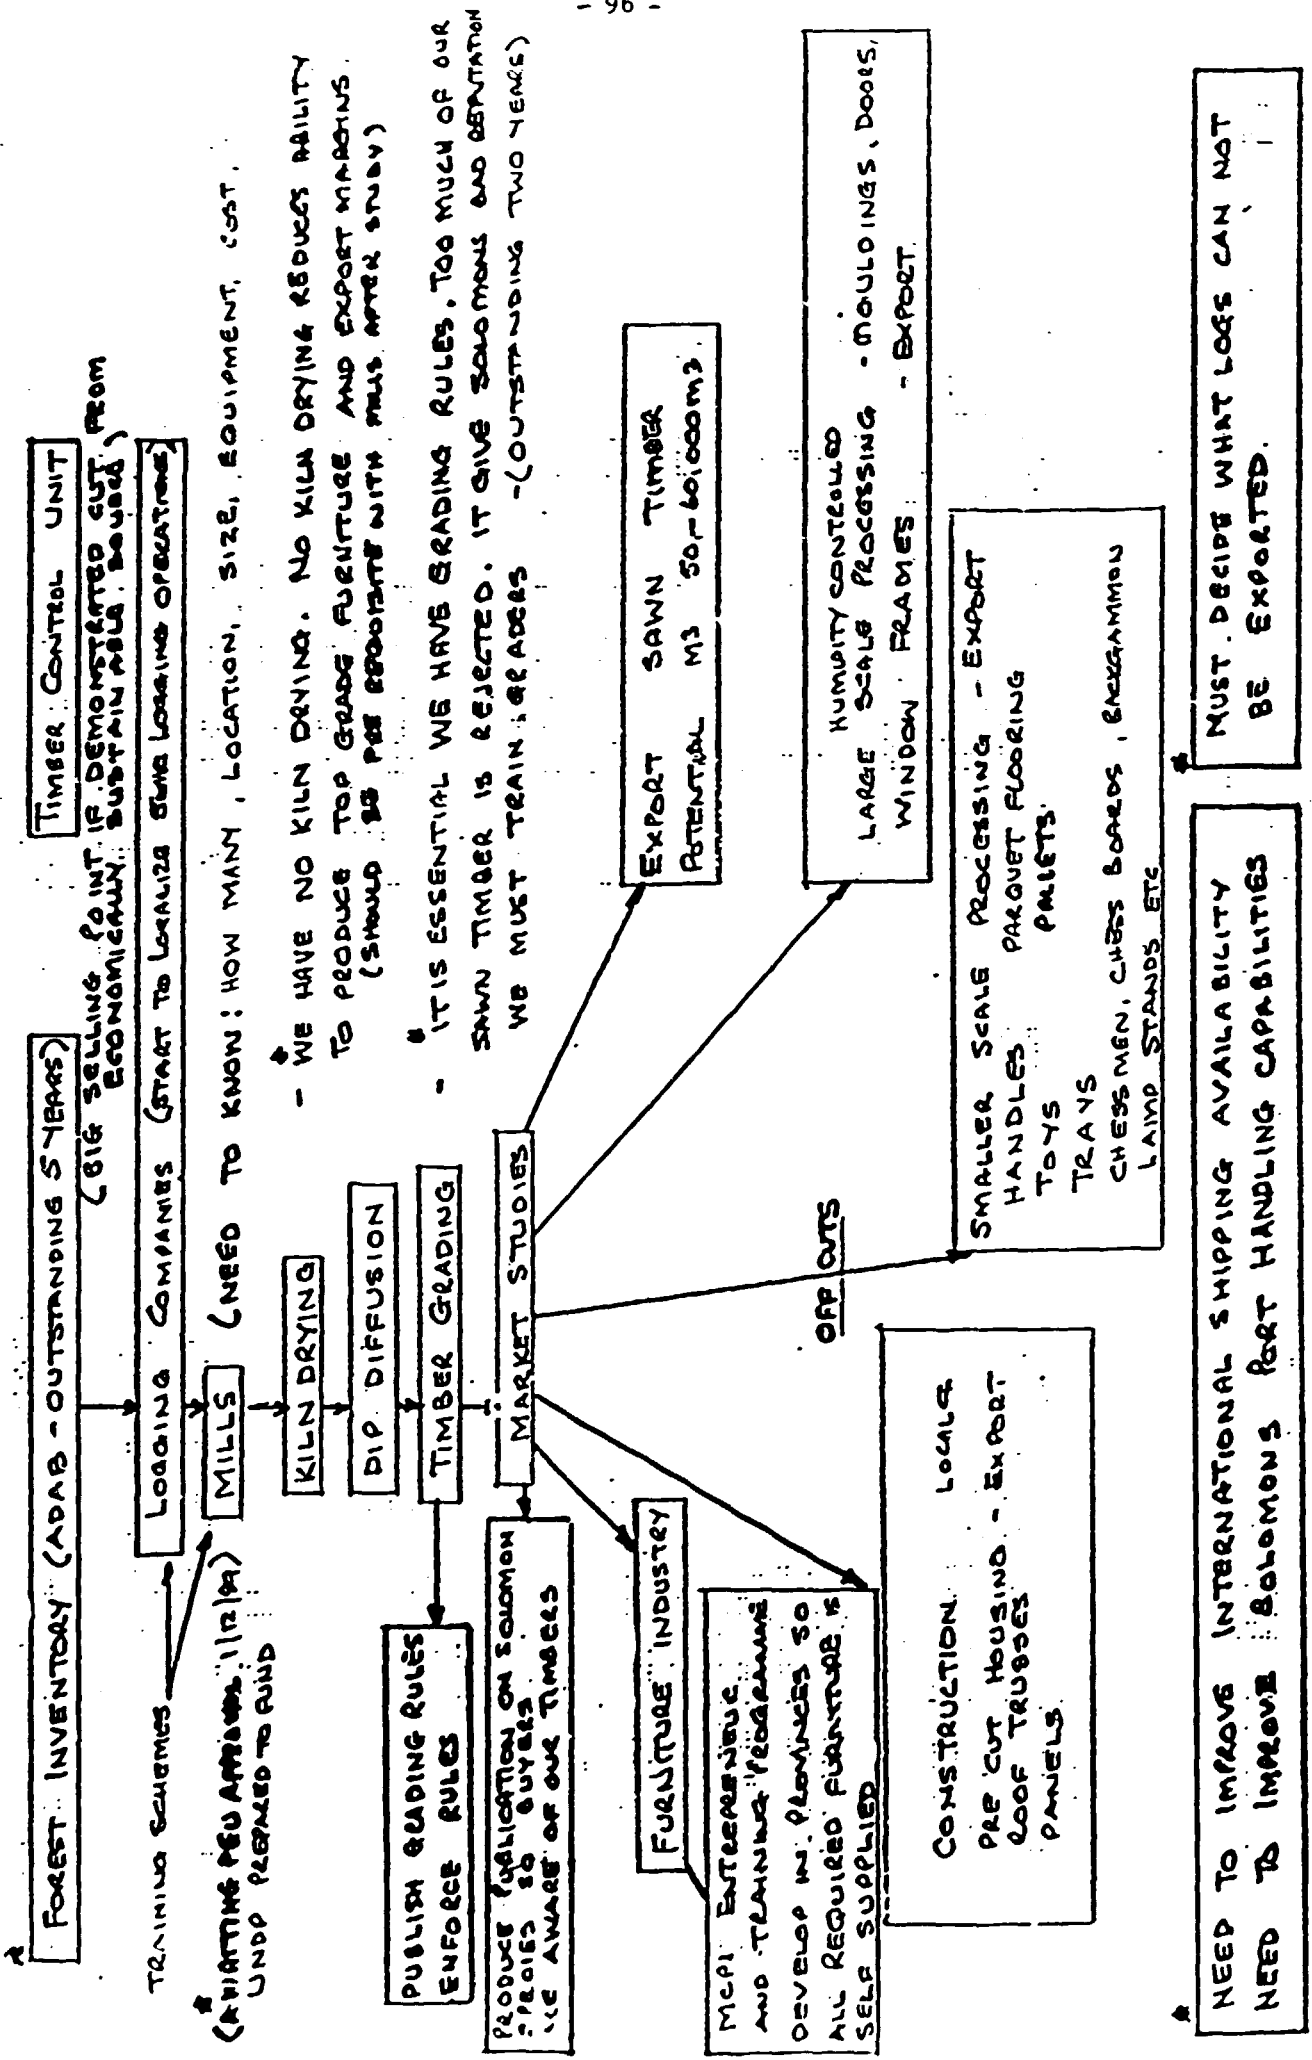 - 96 -
* FOREST INVENTORY (ADAB - OUTSTANDING 5 YEARS)
TIMBER CONTROL UNIT
(BIG SELLING POINT IF DEMONSTRATED CUT FROM
ECONOMICALLY SUSTAINABLE
LOGGING COMPANIES (START TO LOCALIZE LOGGING OPERATIONS)
TRAINING SCHEMES
MILLS (NEED TO KNOW: HOW MANY, LOCATION, SIZE, EQUIPMENT, COST.
*
(AWAITING PEU 1/12/89)
UNDP PREPARED TO FUND
KILN DRYING
*
- WE HAVE NO KILN DRYING. NO KILN DRYING REDUCES ABILITY
TO PRODUCE TOP GRADE FURNITURE AND EXPORT MARGINS.
(SHOULD BE PRE REQUISITE WITH MILLS AFTER STUDY)
DIP DIFFUSION
TIMBER GRADING
*
- IT IS ESSENTIAL WE HAVE GRADING RULES. TOO MUCH OF OUR
SAWN TIMBER IS REJECTED. IT GIVE SOLOMONS BAD REPUTATION
WE MUST TRAIN GRADERS - (OUTSTANDING TWO YEARS)
PUBLISH GRADING RULES
ENFORCE RULES
MARKET STUDIES
PRODUCE PUBLICATION ON SOLOMON
SO BUYERS
AWARE OF OUR TIMBERS
EXPORT SAWN TIMBER
POTENTIAL M3 50,-60,000m3.
FURNITURE INDUSTRY
MCPI ENTREPRENEUR
AND TRAINING PROGRAMME
DEVELOP IN PROVINCES SO
ALL REQUIRED FURNITURE IS
SELF SUPPLIED
HUMIDITY CONTROLLED
LARGE SCALE PROCESSING - MOULDINGS, DOORS,
WINDOW FRAMES - EXPORT
OFF CUTS
CONSTRUCTION LOCAL &
PRE CUT HOUSING - EXPORT
ROOF TRUSSES
PANELS
SMALLER SCALE PROCESSING - EXPORT
HANDLES PARQUET FLOORING
TOYS PALLETS
TRAYS
CHESSMEN, CHESS BOARDS, BACKGAMMON
LAMP STANDS ETC
*
NEED TO IMPROVE INTERNATIONAL SHIPPING AVAILABILITY
NEED TO IMPROVE SOLOMONS PORT HANDLING CAPABILITIES
*
MUST DECIDE WHAT LOGS CAN NOT
BE EXPORTED.